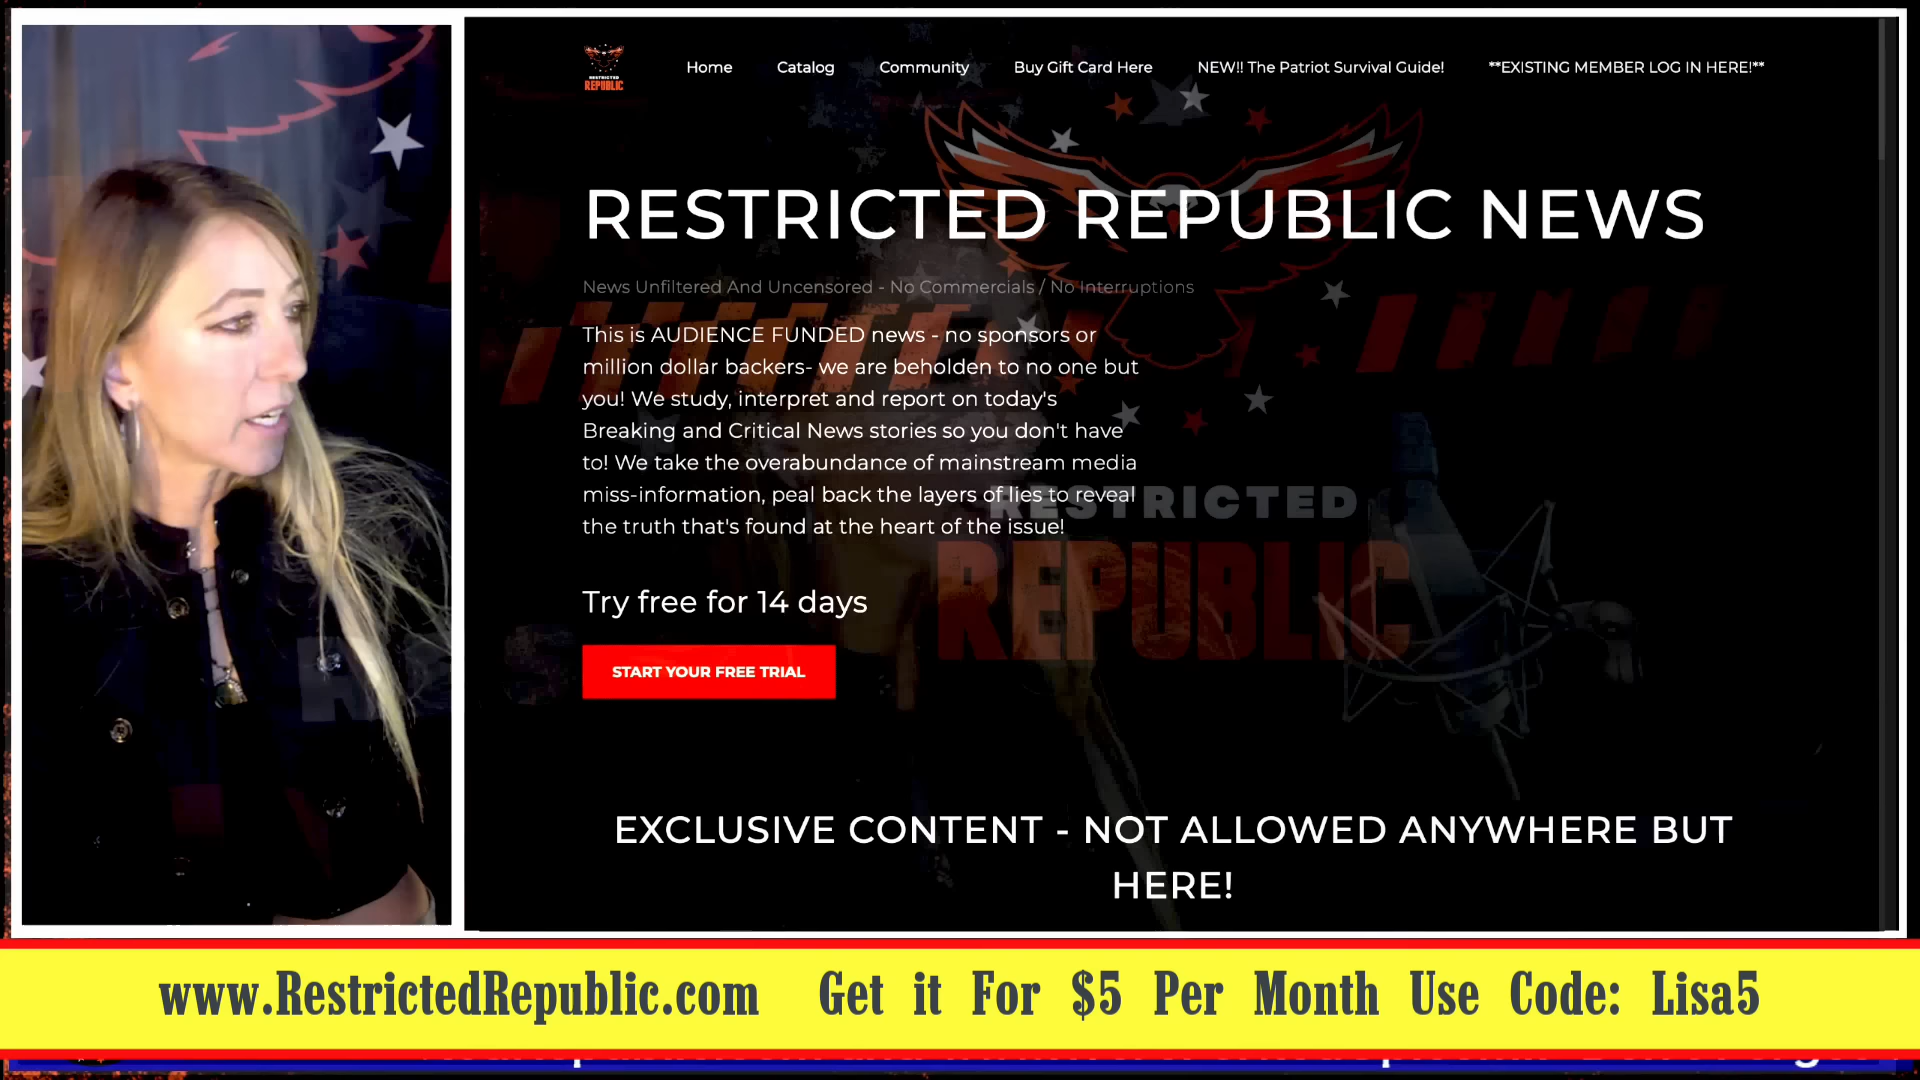 RESTRICTED
REPUBLIC
Home Catalog Community Buy Gift Card Here NEW!! The Patriot Survival Guide! **EXISTING MEMBER LOG IN HERE!**
RESTRICTED REPUBLIC NEWS
News Unfiltered And Uncensored - No Commercials / No Interruptions
This is AUDIENCE FUNDED news - no sponsors or
million dollar backers- we are beholden to no one but
you! We study, interpret and report on today's
Breaking and Critical News stories so you don't have
to! We take the overabundance of mainstream media
miss-information, peal back the layers of lies to reveal
the truth that's found at the heart of the issue!
RESTRICTED
REPUBLIC
Try free for 14 days
START YOUR FREE TRIAL
EXCLUSIVE CONTENT - NOT ALLOWED ANYWHERE BUT
HERE!
www.RestrictedRepublic.com Get it For $5 Per Month Use Code: Lisa5